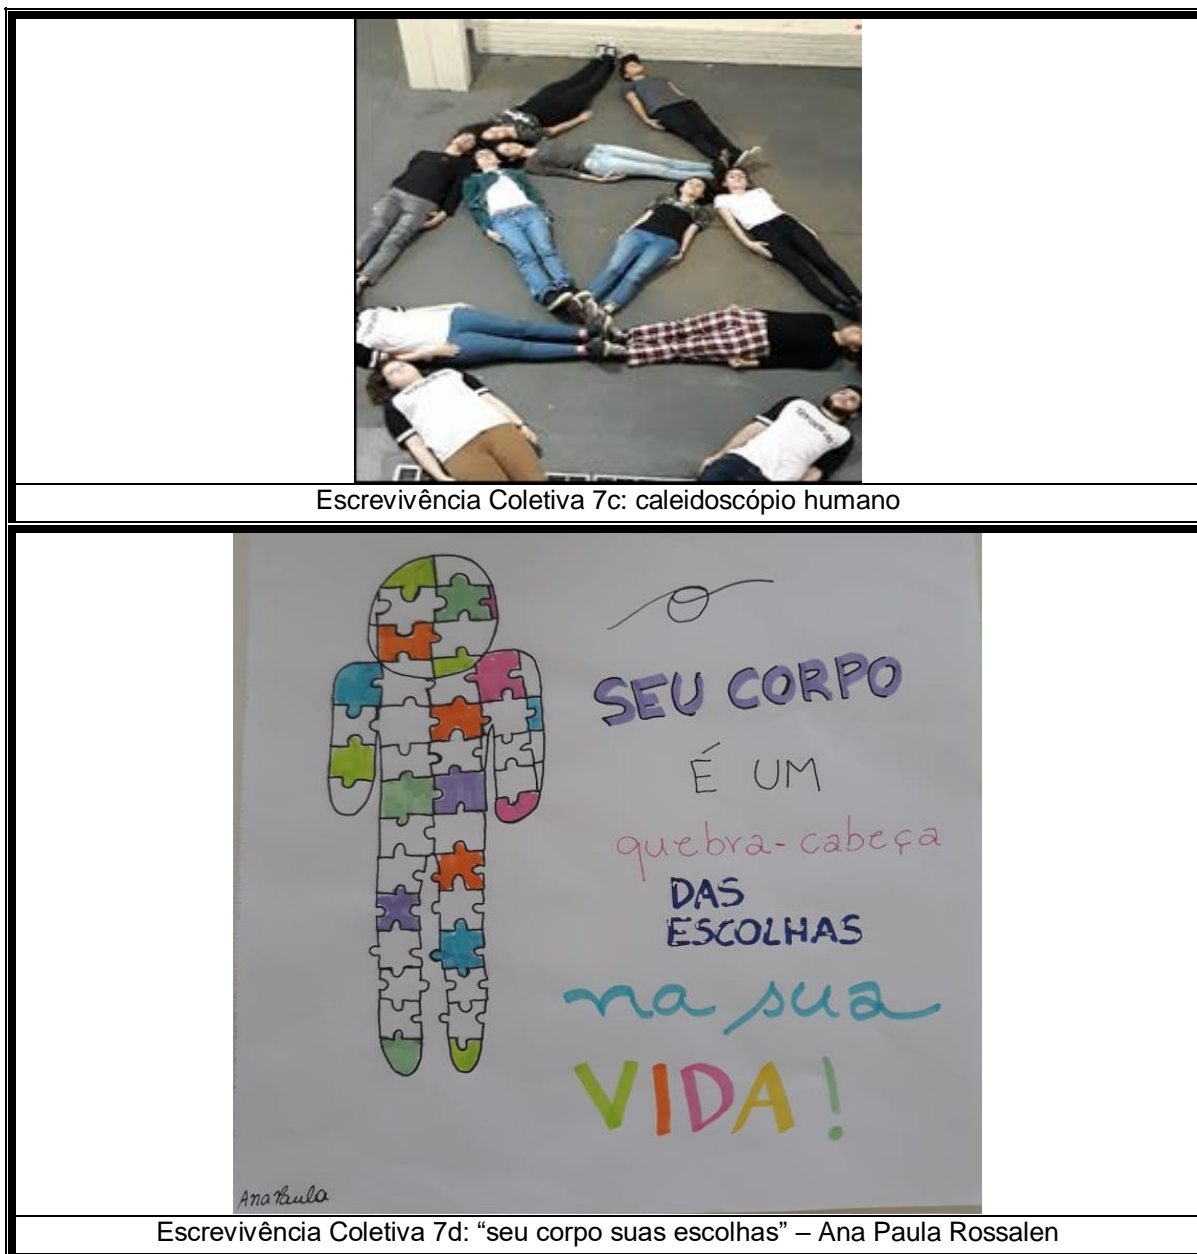 Escrevivência Coletiva 7c: caleidoscópio humano
O
SEU CORPO
É UM
quebra-cabeça
DAS
ESCOLHAS
na sua
VIDA!
Ana Paula
Escrevivência Coletiva 7d: “seu corpo suas escolhas” – Ana Paula Rossalen